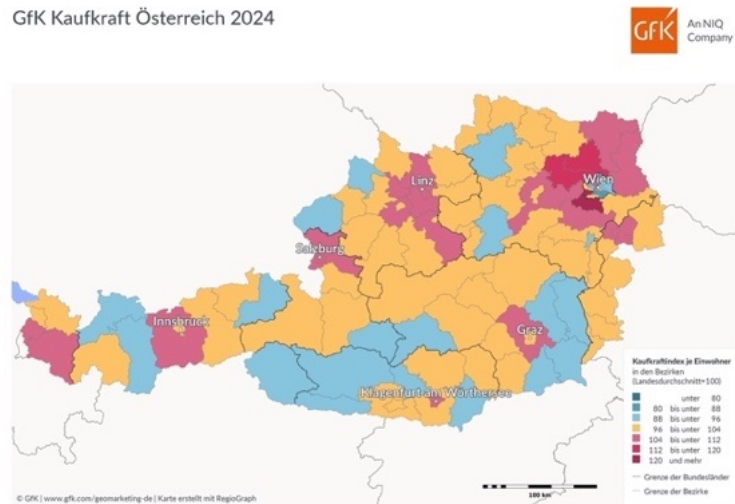 GfK Kaufkraft Österreich 2024
GfK An NIQ
Company
Linz
Wien
Salzburg
Innsbruck
Graz
Klagenfurt am Wörthersee
Kaufkraftindex je Einwohner
in den Bezirken
(Landesdurchschnitt=100)
unter 80
80 bis unter 88
88 bis unter 96
96 bis unter 104
104 bis unter 112
112 bis unter 120
120 und mehr
Grenze der Bundesländer
Grenze der Bezirke
100 km
© GfK | www.gfk.com/geomarketing-de | Karte erstellt mit RegioGraph